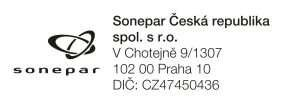 sonepar
Sonepar Česká republika
spol. s r.o.
V Chotejně 9/1307
102 00 Praha 10
DIČ: CZ47450436